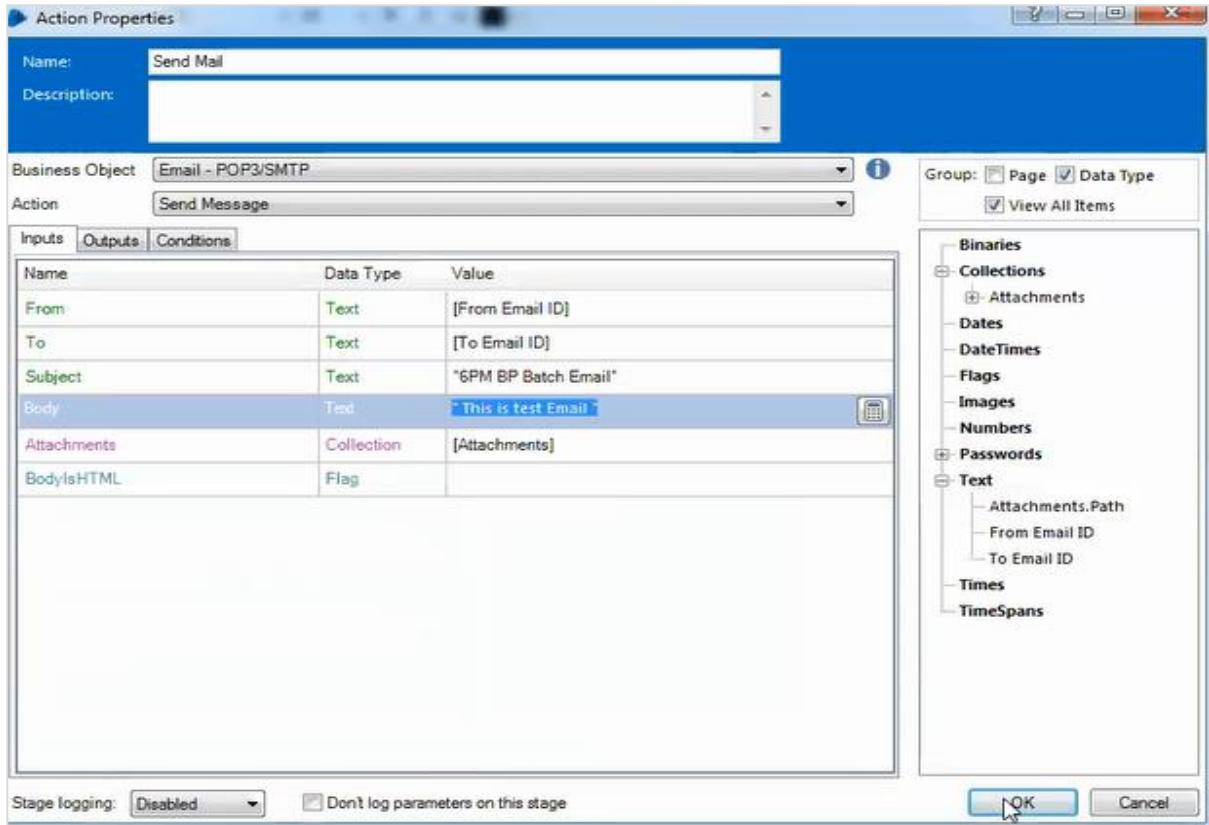 Action Properties
Name: Send Mail
Description:
Business Object Email - POP3/SMTP
Action Send Message
Group: Page Data Type
View All Items
Inputs Outputs Conditions
Name Data Type Value
From Text [From Email ID]
To Text [To Email ID]
Subject Text "6PM BP Batch Email"
Body Text " This is test Email "
Attachments Collection [Attachments]
BodyIsHTML Flag
Binaries
Collections
Attachments
Dates
DateTimes
Flags
Images
Numbers
Passwords
Text
Attachments.Path
From Email ID
To Email ID
Times
TimeSpans
Stage logging: Disabled Don't log parameters on this stage
OK Cancel